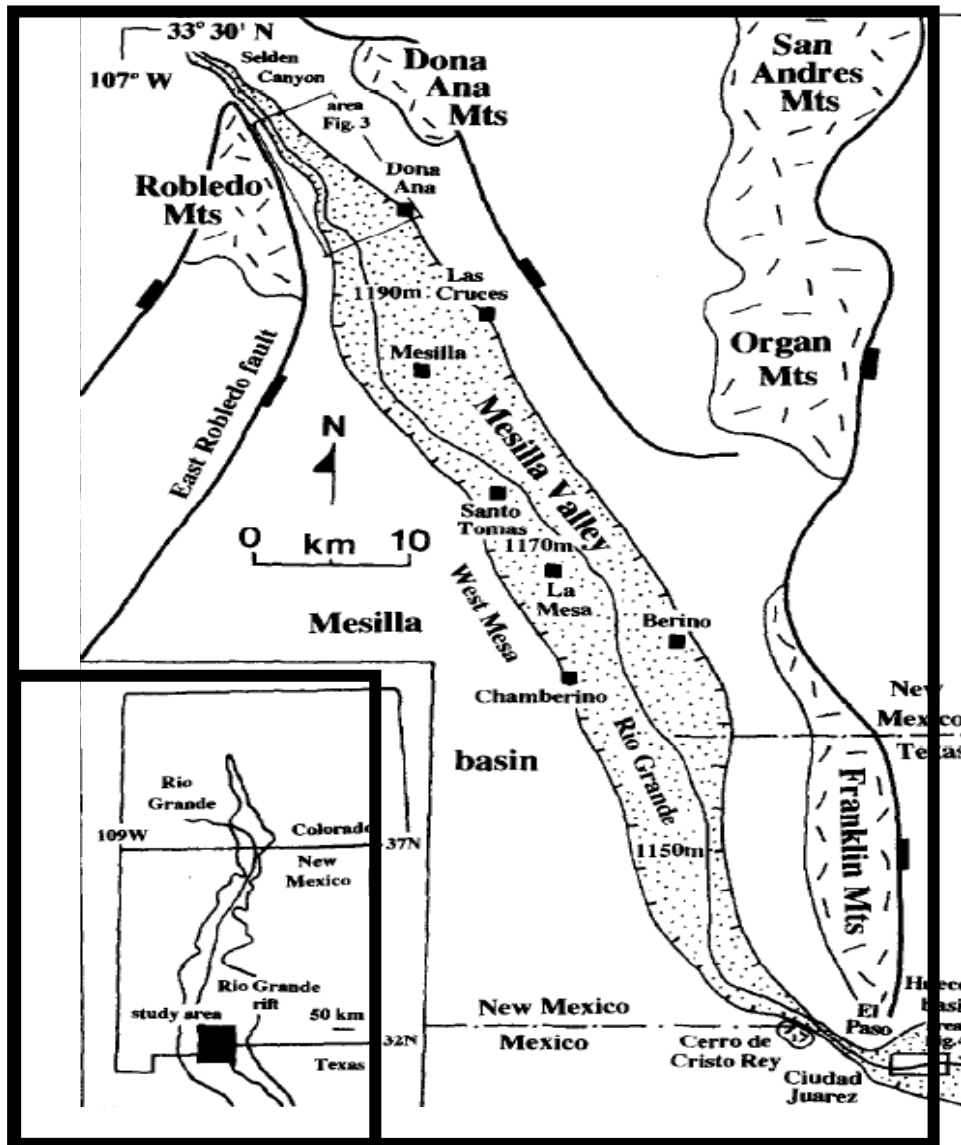 33° 30' N
107° W
Selden
Canyon
area
Fig. 3
Dona
Ana
Mts
San
Andres
Mts
Robledo
Mts
Dona
Ana
1190m
Las
Cruces
Mesilla
Organ
Mts
East Robledo fault
N
0 km 10
Mesilla Valley
Santo
Tomas
1170m
La
Mesa
West Mesa
Mesilla
basin
Berino
Chamberino
Rio Grande
New
Mexico
Texas
1150m
Franklin Mts
New Mexico
Mexico
Cerro de
Cristo Rey
El
Paso
Ciudad
Juarez
Rio
Grande
109W
Colorado
37N
New
Mexico
Rio Grande
rift
study area
50 km
32N
Texas